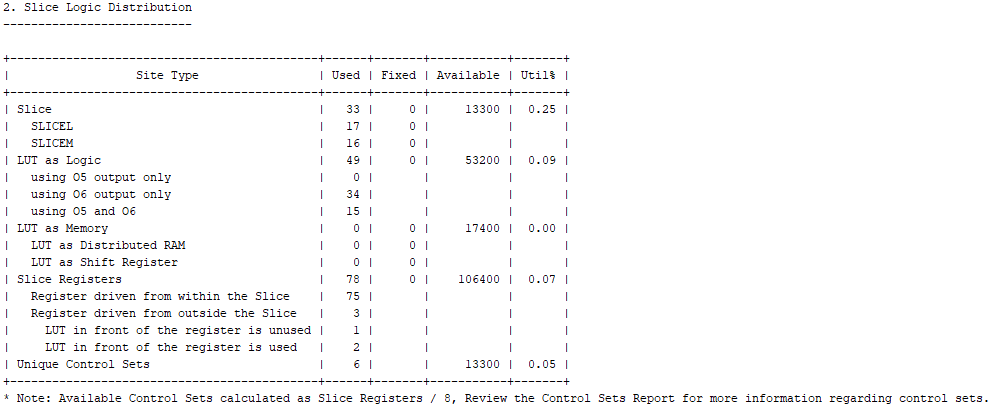 2. Slice Logic Distribution
---------------------------

+--------------------------------------------+------+-------+-----------+-------+
|                  Site Type                 | Used | Fixed | Available | Util% |
+--------------------------------------------+------+-------+-----------+-------+
| Slice                                      |   33 |     0 |     13300 |  0.25 |
|   SLICEL                                   |   17 |     0 |           |       |
|   SLICEM                                   |   16 |     0 |           |       |
| LUT as Logic                               |   49 |     0 |     53200 |  0.09 |
|   using O5 output only                     |    0 |       |           |       |
|   using O6 output only                     |   34 |       |           |       |
|   using O5 and O6                          |   15 |       |           |       |
| LUT as Memory                              |    0 |     0 |     17400 |  0.00 |
|   LUT as Distributed RAM                   |    0 |     0 |           |       |
|   LUT as Shift Register                    |    0 |     0 |           |       |
| Slice Registers                            |   78 |     0 |    106400 |  0.07 |
|   Register driven from within the Slice    |   75 |       |           |       |
|   Register driven from outside the Slice   |    3 |       |           |       |
|     LUT in front of the register is unused |    1 |       |           |       |
|     LUT in front of the register is used   |    2 |       |           |       |
| Unique Control Sets                        |    6 |       |     13300 |  0.05 |
+--------------------------------------------+------+-------+-----------+-------+
* Note: Available Control Sets calculated as Slice Registers / 8, Review the Control Sets Report for more information regarding control sets.